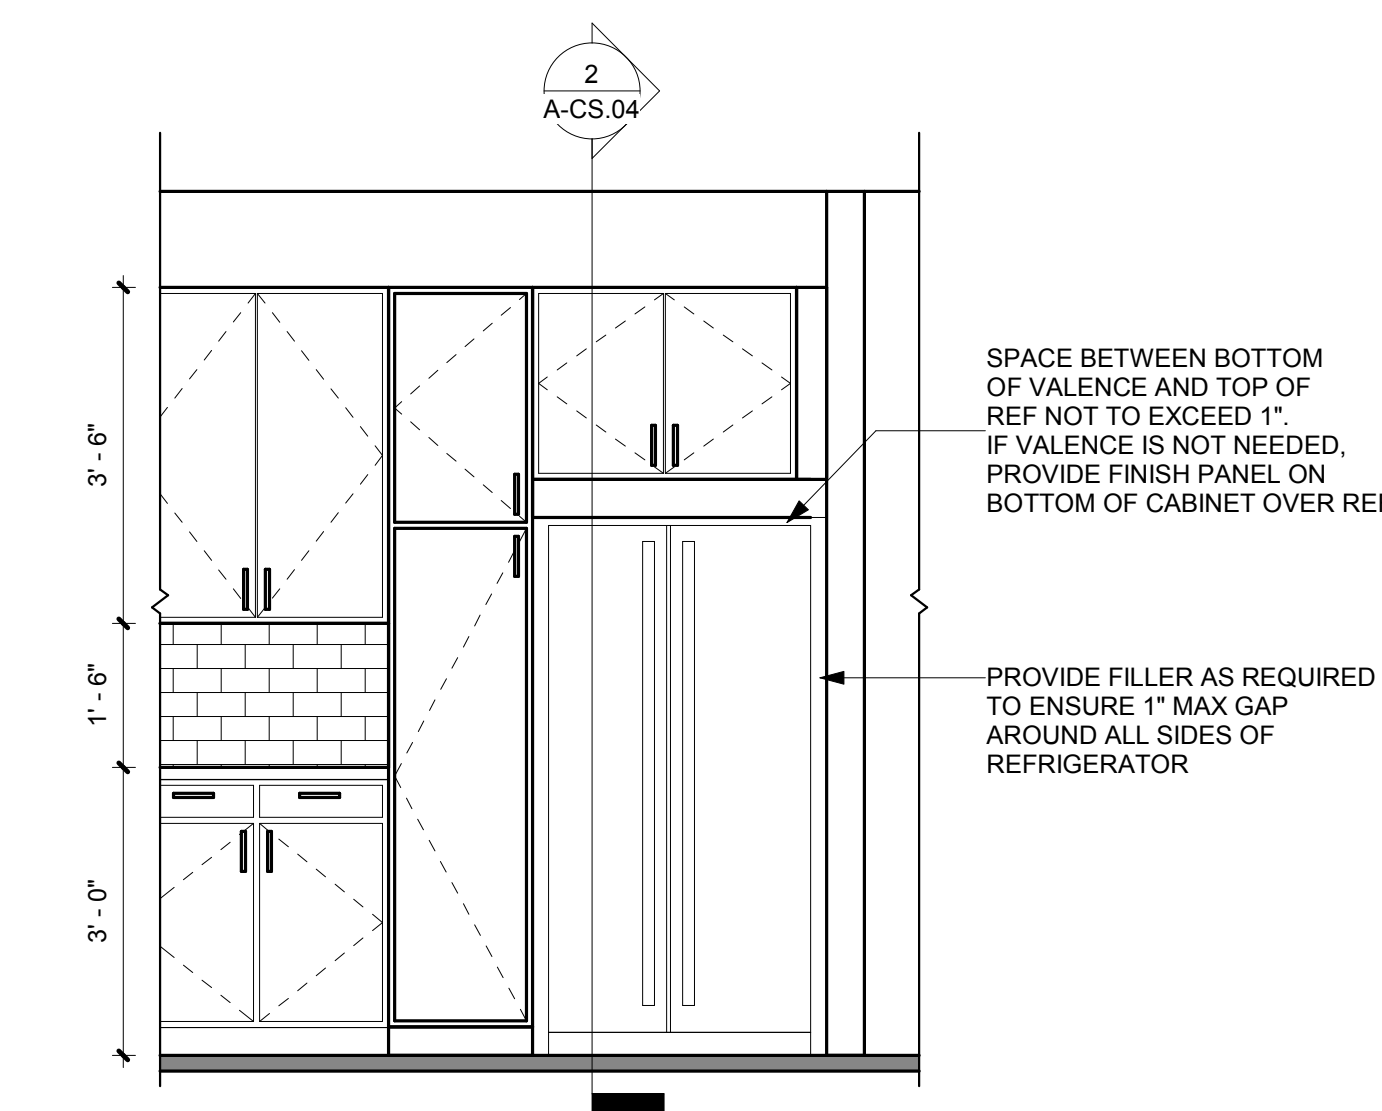 2
A-CS.04
3' - 6"
1' - 6"
3' - 0"
SPACE BETWEEN BOTTOM
OF VALENCE AND TOP OF
REF NOT TO EXCEED 1".
IF VALENCE IS NOT NEEDED,
PROVIDE FINISH PANEL ON
BOTTOM OF CABINET OVER
PROVIDE FILLER AS REQUIRED
TO ENSURE 1" MAX GAP
AROUND ALL SIDES OF
REFRIGERATOR